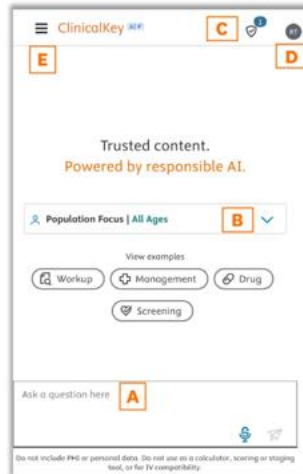 ClinicalKey AI
C
1
RT
E
D
Trusted content.
Powered by responsible AI.
Population Focus | All Ages
B
View examples
Workup
Management
Drug
Screening
Ask a question here
A
Do not include PHI or personal data. Do not use as a calculator, scoring or staging
tool, or for IV compatibility.